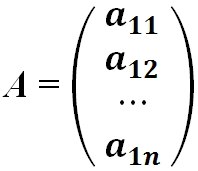 a₁₁
a₁₂
A = ( ... )
a₁ₙ